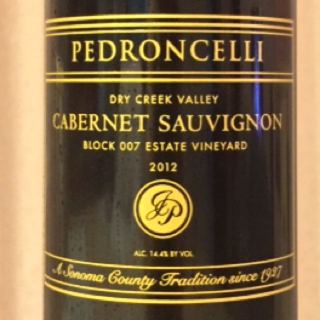 PEDRONCELLI
DRY CREEK VALLEY
CABERNET SAUVIGNON
BLOCK 007 ESTATE VINEYARD
2012
JP
ALC. 14.4% BY VOL.
A Sonoma County Tradition since 1927